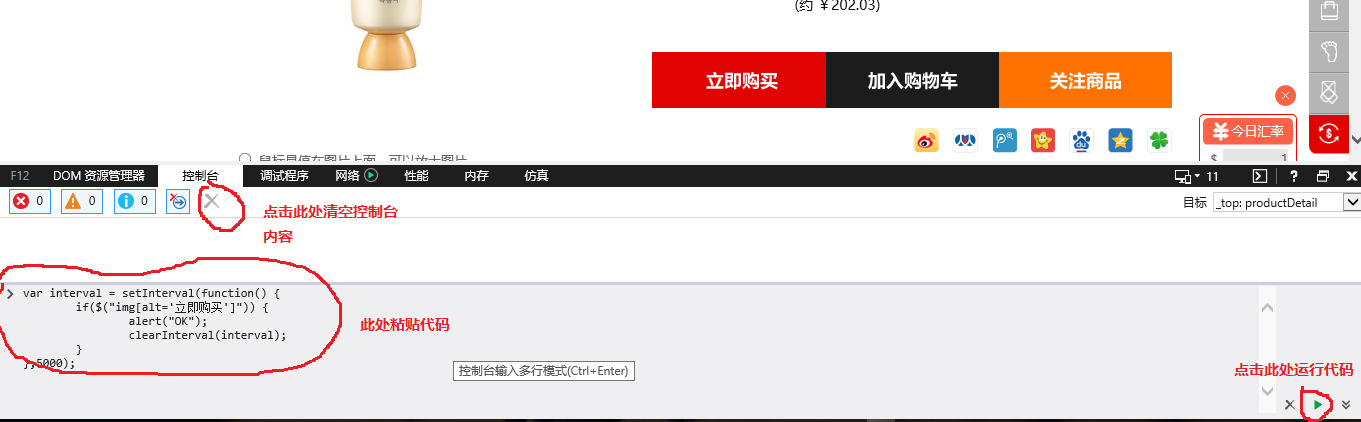 (约 ￥202.03)
立即购买
加入购物车
关注商品
￥今日汇率
鼠标悬停在图片上面，可以放大图片
$ 1
F12 DOM 资源管理器 控制台 调试程序 网络 性能 内存 仿真 11 ?
0 0 0
目标 _top: productDetail
点击此处清空控制台
内容
var interval = setInterval(function() {
if($("img[alt='立即购买']")) {
alert("OK");
clearInterval(interval);
}
},5000);
此处粘贴代码
控制台输入多行模式(Ctrl+Enter)
点击此处运行代码